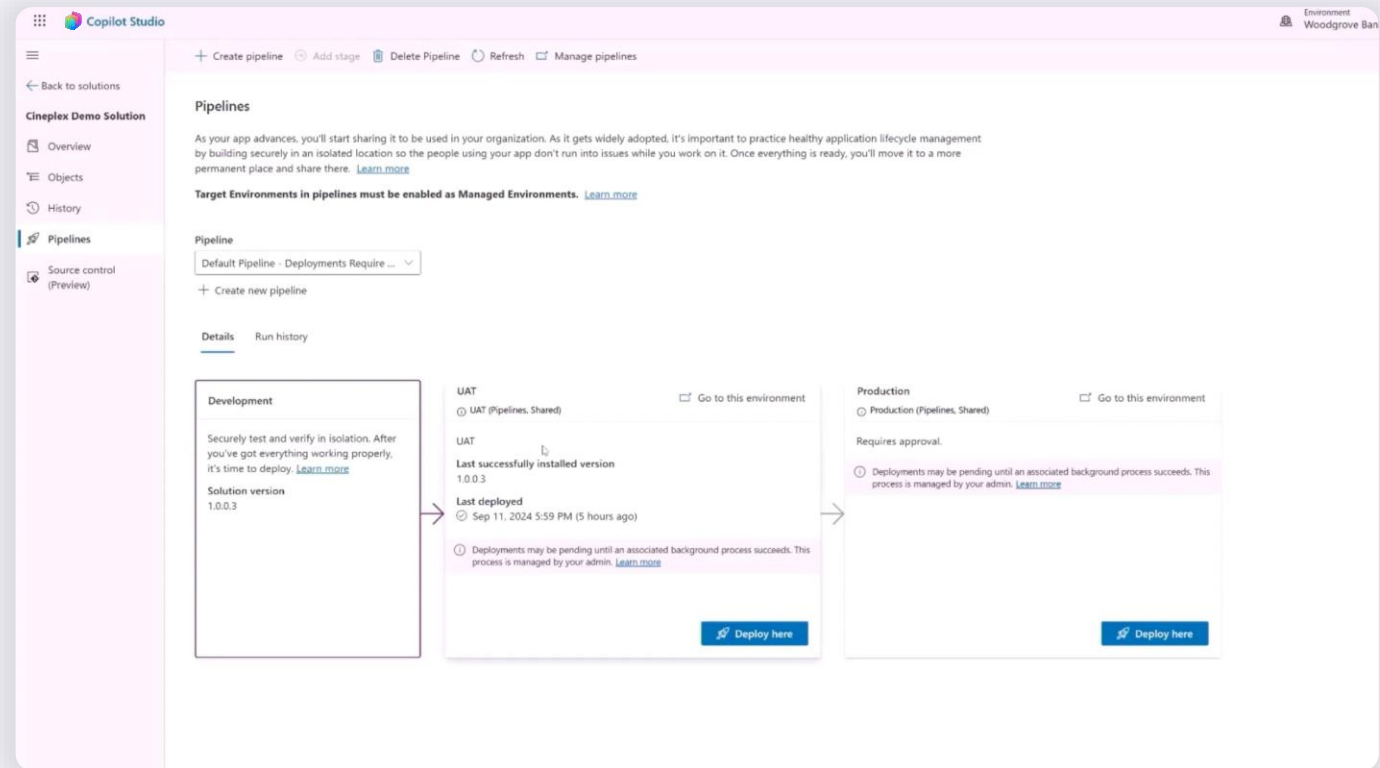 Copilot Studio
Environment
Woodgrove Ban
Create pipeline
Add stage
Delete Pipeline
Refresh
Manage pipelines
Back to solutions
Cineplex Demo Solution
Overview
Objects
History
Pipelines
Source control
(Preview)
Pipelines
As your app advances, you'll start sharing it to be used in your organization. As it gets widely adopted, it's important to practice healthy application lifecycle management
by building securely in an isolated location so the people using your app don't run into issues while you work on it. Once everything is ready, you'll move it to a more
permanent place and share there. Learn more
Target Environments in pipelines must be enabled as Managed Environments. Learn more
Pipeline
Default Pipeline - Deployments Require ...
Create new pipeline
Details
Run history
Development
Securely test and verify in isolation. After
you've got everything working properly,
it's time to deploy. Learn more
Solution version
1.0.0.3
UAT
Go to this environment
UAT (Pipelines, Shared)
UAT
Last successfully installed version
1.0.0.3
Last deployed
Sep 11, 2024 5:59 PM (5 hours ago)
Deployments may be pending until an associated background process succeeds. This
process is managed by your admin. Learn more
Deploy here
Production
Go to this environment
Production (Pipelines, Shared)
Requires approval.
Deployments may be pending until an associated background process succeeds. This
process is managed by your admin. Learn more
Deploy here